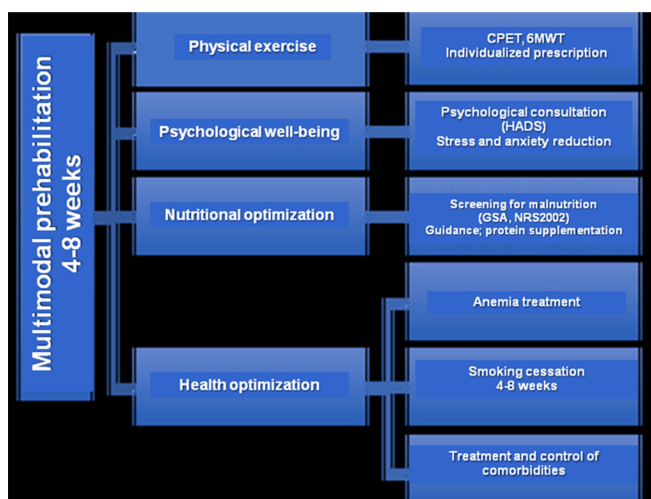 Multimodal prehabilitation
4-8 weeks
Physical exercise
CPET, 6MWT
Individualized prescription
Psychological well-being
Psychological consultation
(HADS)
Stress and anxiety reduction
Nutritional optimization
Screening for malnutrition
(GSA, NRS2002)
Guidance; protein supplementation
Health optimization
Anemia treatment
Smoking cessation
4-8 weeks
Treatment and control of
comorbidities